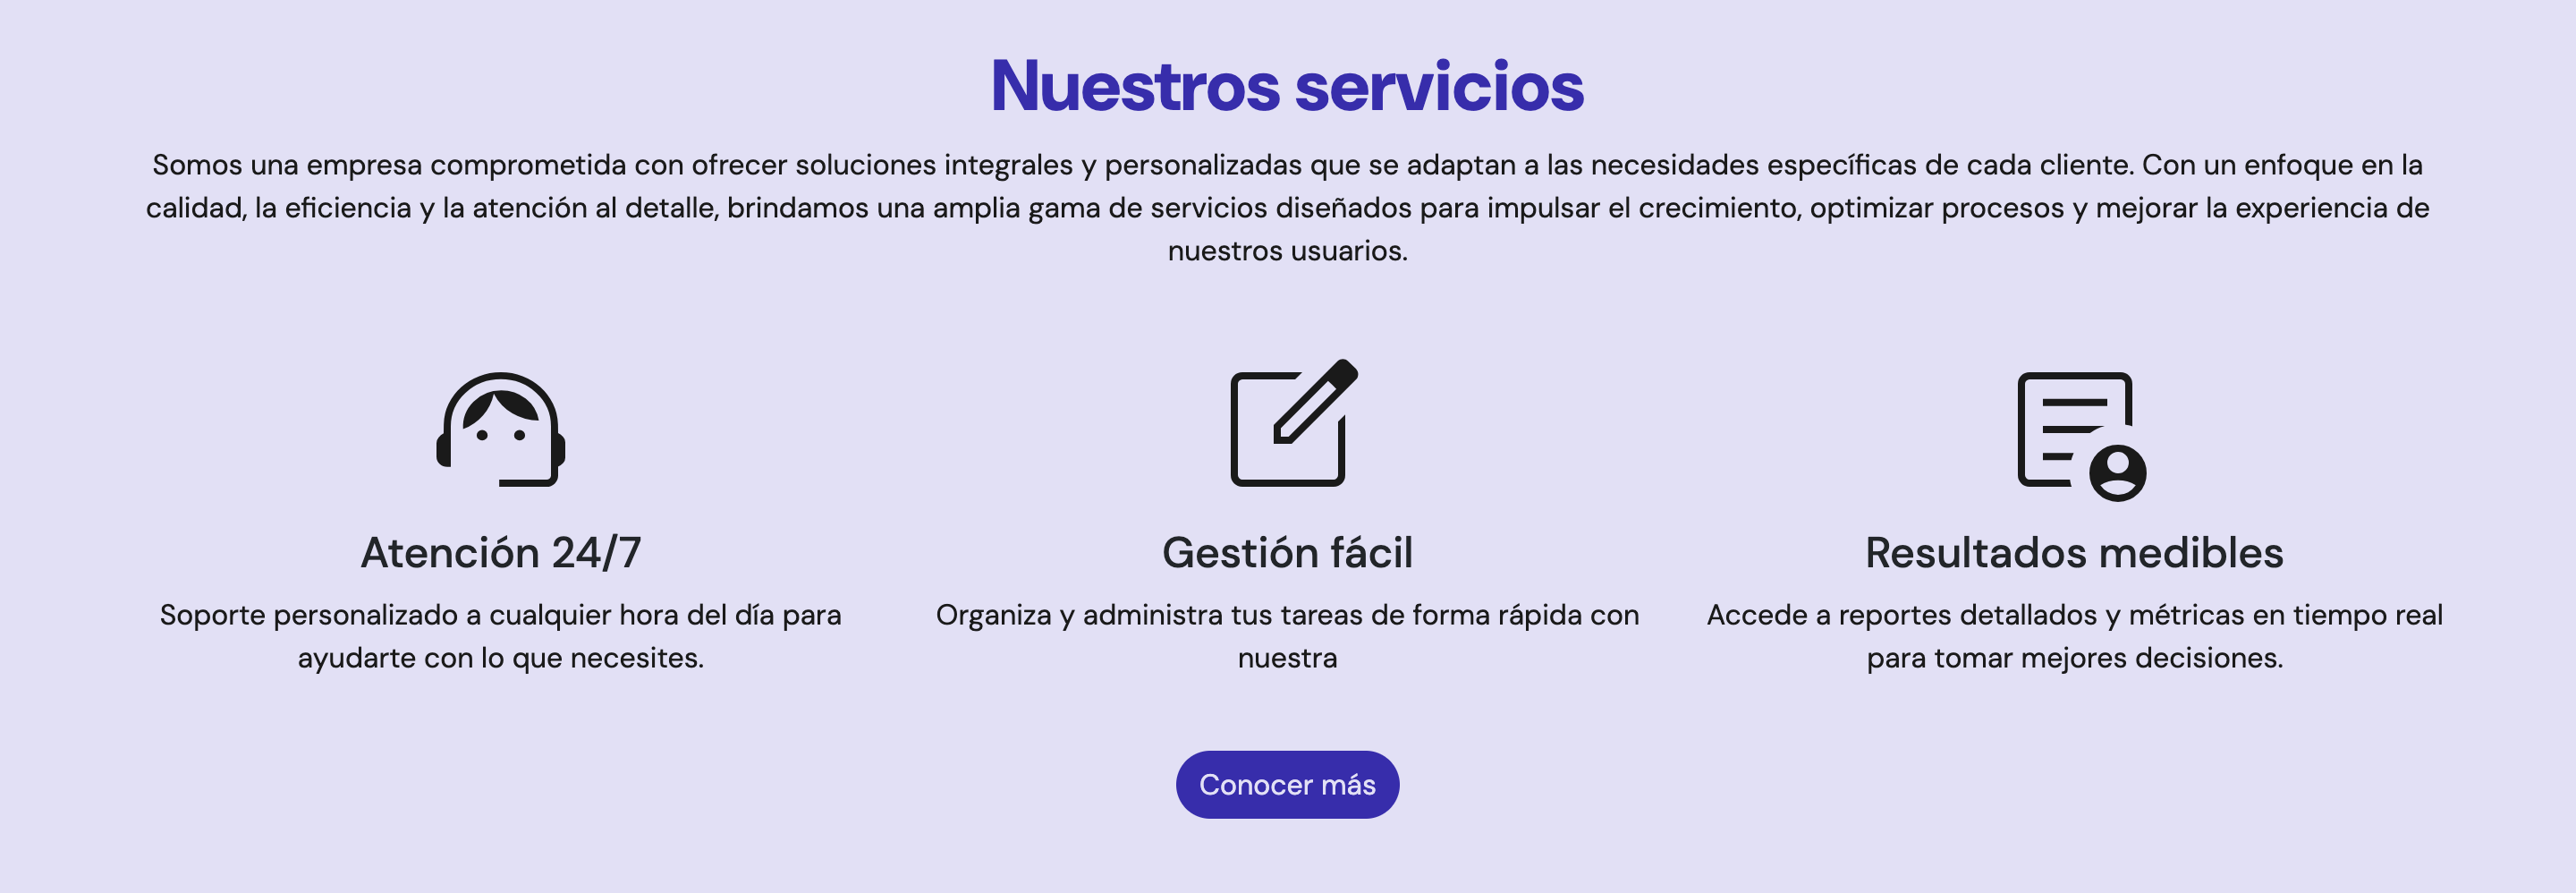 Nuestros servicios
Somos una empresa comprometida con ofrecer soluciones integrales y personalizadas que se adaptan a las necesidades específicas de cada cliente. Con un enfoque en la
calidad, la eficiencia y la atención al detalle, brindamos una amplia gama de servicios diseñados para impulsar el crecimiento, optimizar procesos y mejorar la experiencia de
nuestros usuarios.
Atención 24/7
Soporte personalizado a cualquier hora del día para
ayudarte con lo que necesites.
Gestión fácil
Organiza y administra tus tareas de forma rápida con
nuestra
Resultados medibles
Accede a reportes detallados y métricas en tiempo real
para tomar mejores decisiones.
Conocer más